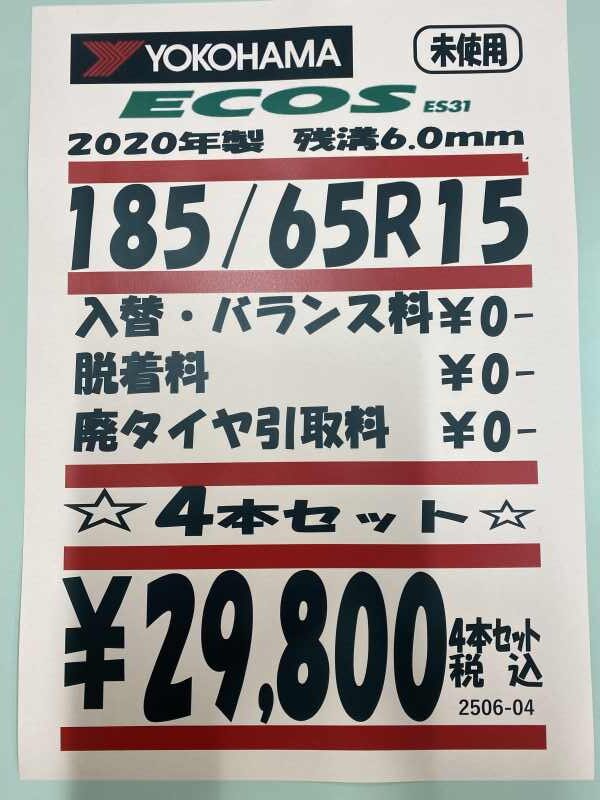 YOKOHAMA 未使用
ECOS ES31
2020年製 残溝6.0mm
185/65R15
入替・バランス料¥0-
脱着料 ¥0-
廃タイヤ引取料 ¥0-
☆4本セット☆
¥29,800 4本セット
税込
2506-04